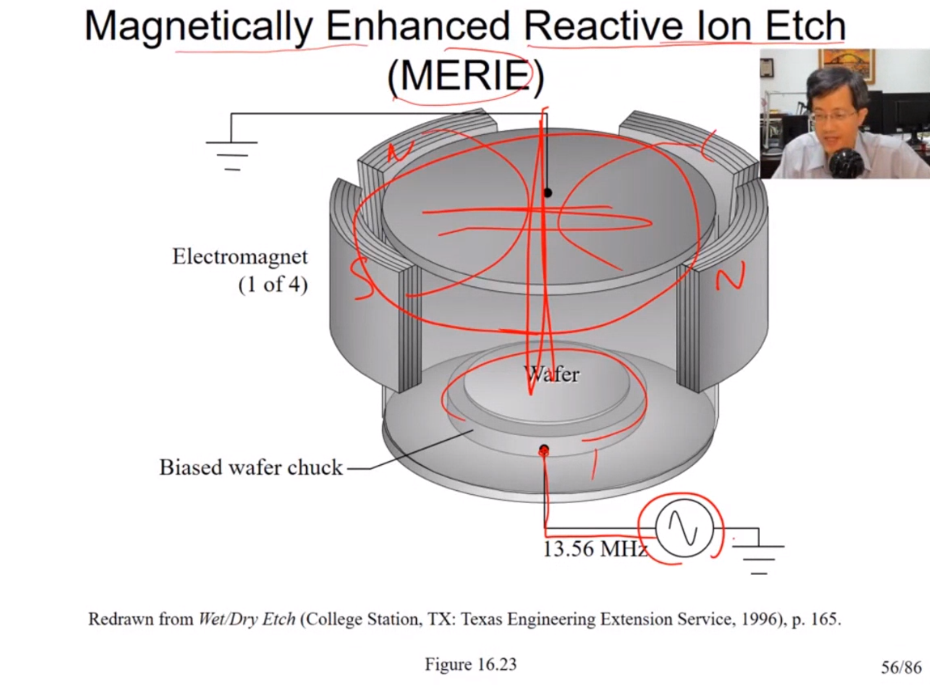 Magnetically Enhanced Reactive Ion Etch
(MERIE)
N
S
N
Electromagnet
(1 of 4)
Wafer
Biased wafer chuck
13.56 MHz
Redrawn from Wet/Dry Etch (College Station, TX: Texas Engineering Extension Service, 1996), p. 165.
Figure 16.23
56/86